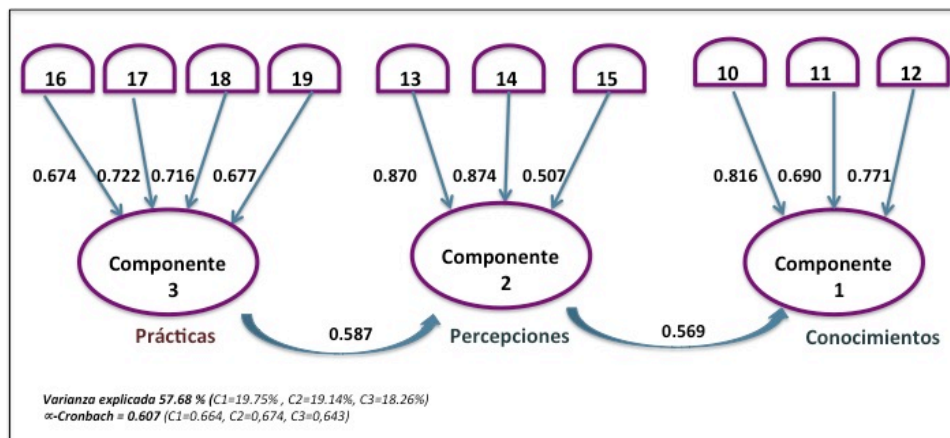 16 17 18 19 13 14 15 10 11 12
0.674 0.722 0.716 0.677 0.870 0.874 0.507 0.816 0.690 0.771
Componente
3
Componente
2
Componente
1
Prácticas
0.587
Percepciones
0.569
Conocimientos
Varianza explicada 57.68 % (C1=19.75% , C2=19.14%, C3=18.26%)
∝-Cronbach = 0.607 (C1=0.664, C2=0,674, C3=0,643)